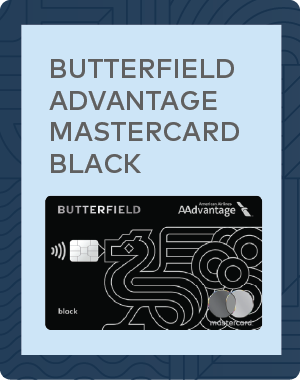 BUTTERFIELD
ADVANTAGE
MASTERCARD
BLACK
BUTTERFIELD
American Airlines
AAdvantage
black
mastercard